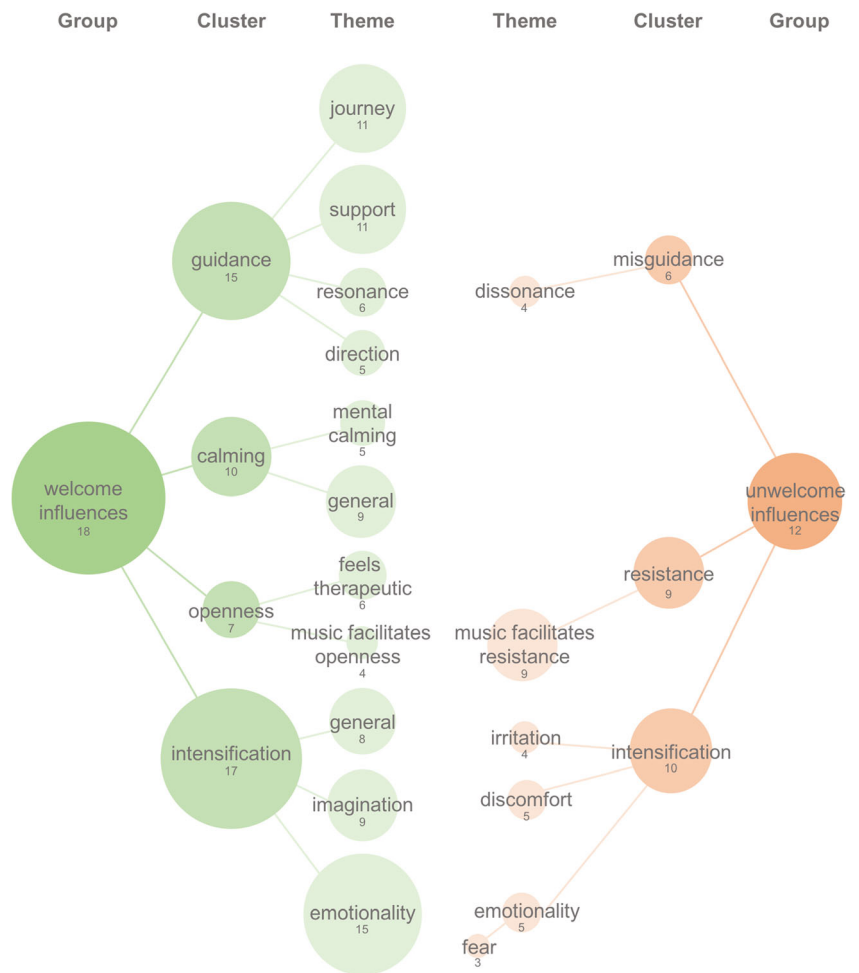 Group Cluster Theme Theme Cluster Group
journey
11
support
11
guidance
15
resonance
6
direction
5
mental
calming
5
calming
10
general
9
welcome
influences
18
feels
therapeutic
6
openness
7
music facilitates
openness
4
general
8
intensification
17
imagination
9
emotionality
15
misguidance
6
dissonance
4
unwelcome
influences
12
resistance
9
music facilitates
resistance
9
irritation
4
intensification
10
discomfort
5
emotionality
5
fear
3